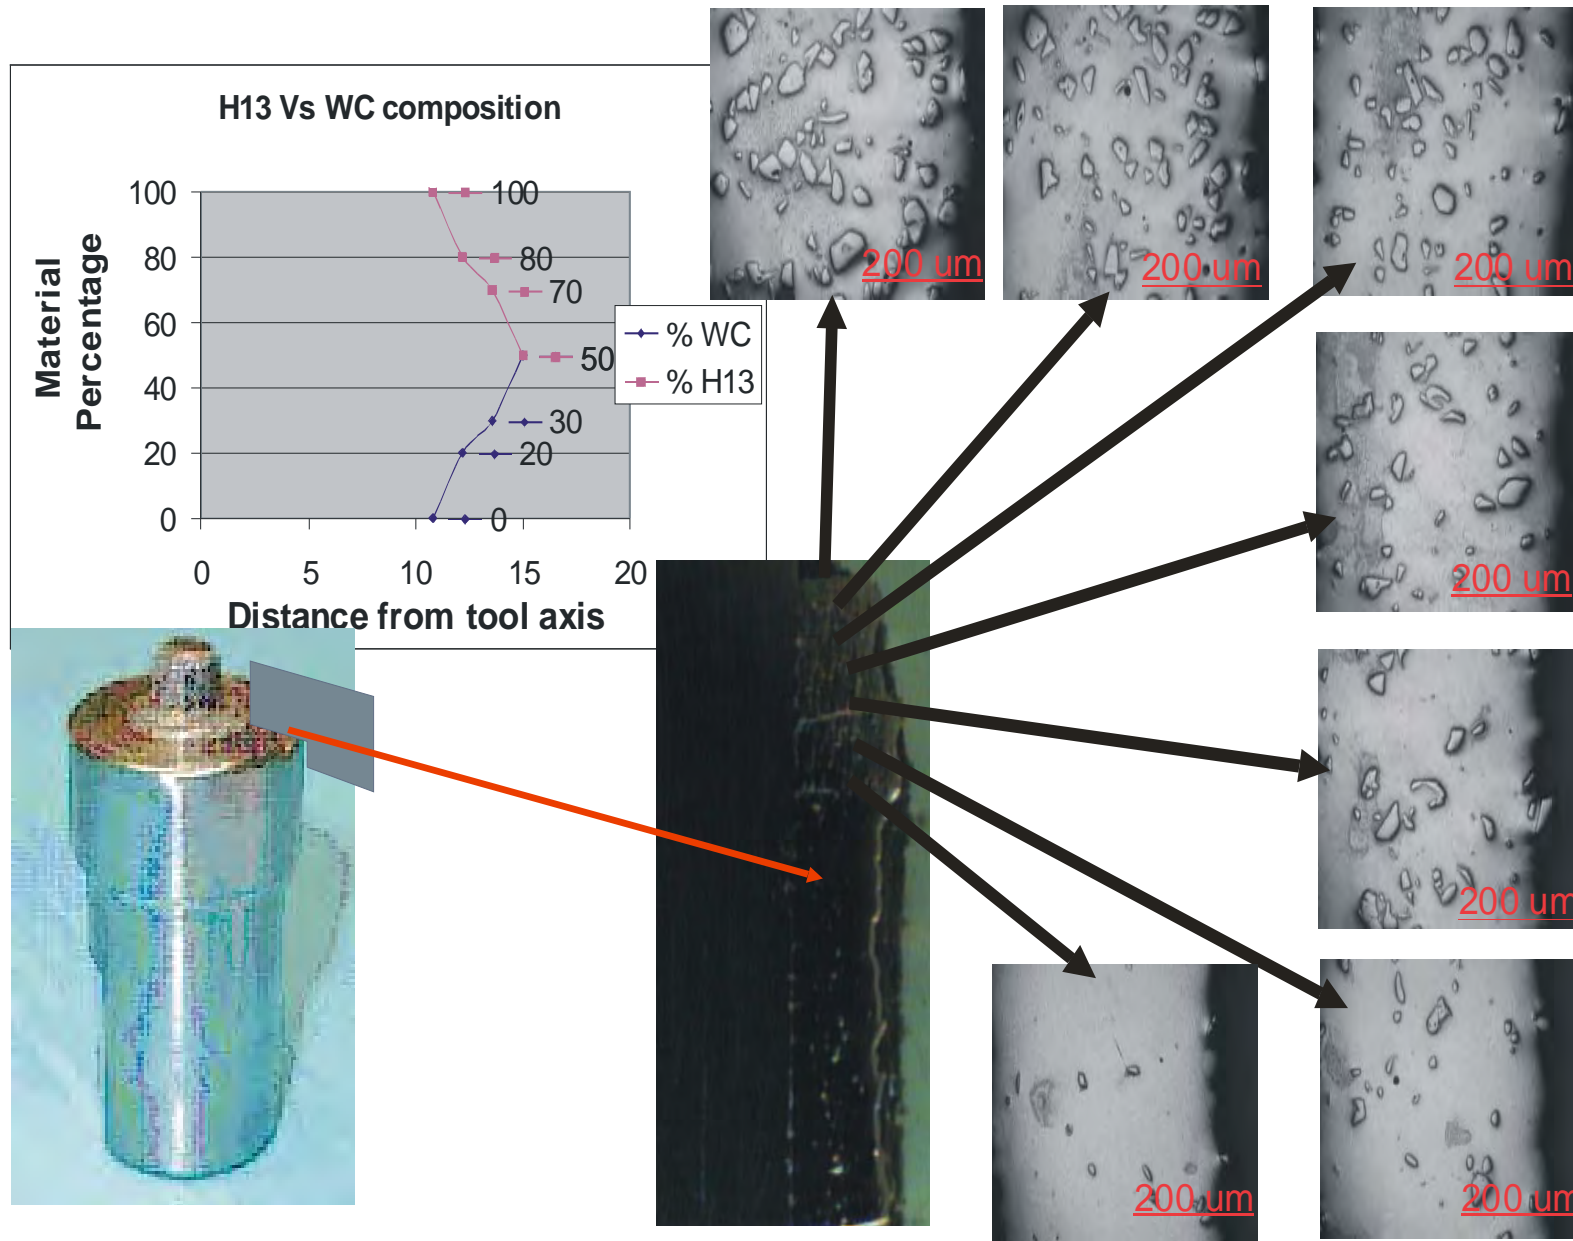 H13 Vs WC composition
Material
Percentage
100
80
60
40
20
0
100
80
70
50
30
20
0
% WC
% H13
0 5 10 15 20
Distance from tool axis
200 um
200 um
200 um
200 um
200 um
200 um
200 um